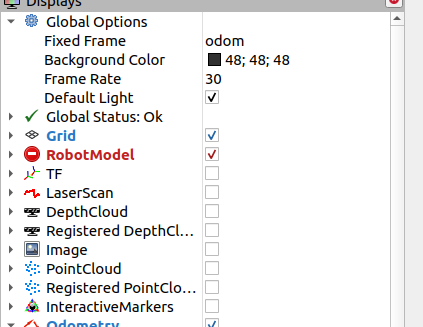 Displays
Global Options
Fixed Frame odom
Background Color 48; 48; 48
Frame Rate 30
Default Light
Global Status: Ok
Grid
RobotModel
TF
LaserScan
DepthCloud
Registered DepthCl...
Image
PointCloud
Registered PointClo...
InteractiveMarkers
Odometry